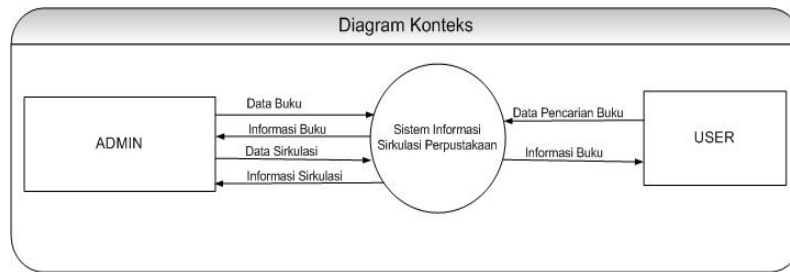 Diagram Konteks
ADMIN
Data Buku
Informasi Buku
Data Sirkulasi
Informasi Sirkulasi
Sistem Informasi
Sirkulasi Perpustakaan
Data Pencarian Buku
Informasi Buku
USER